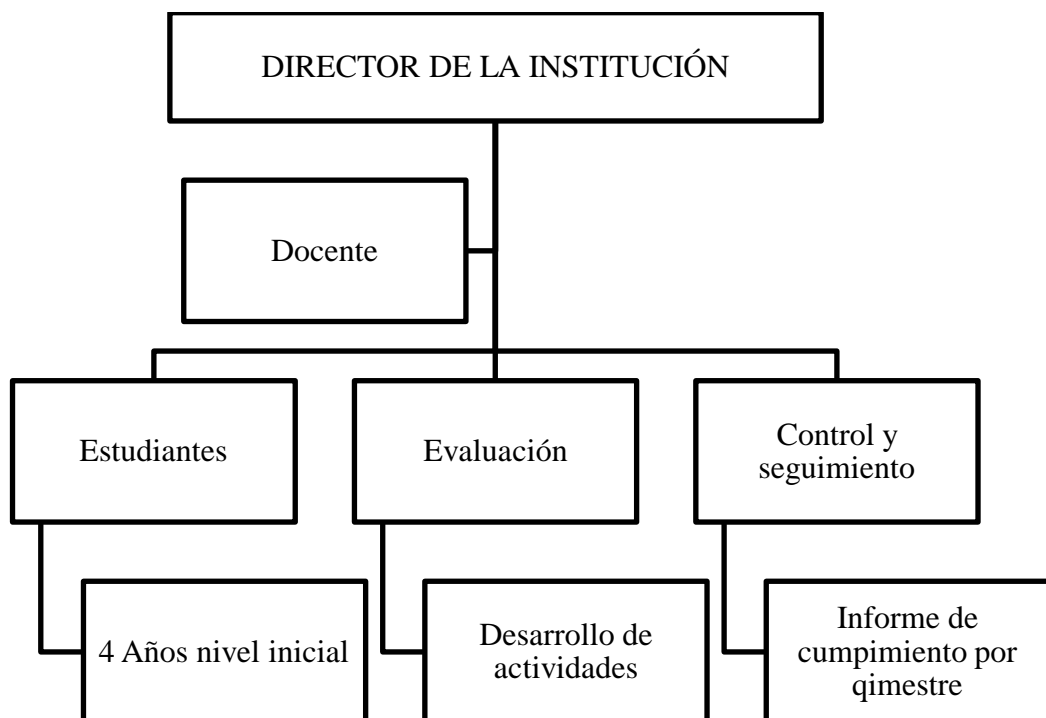 DIRECTOR DE LA INSTITUCIÓN
Docente
Estudiantes
Evaluación
Control y
seguimiento
4 Años nivel inicial
Desarrollo de
actividades
Informe de
cumpimiento por
qimestre